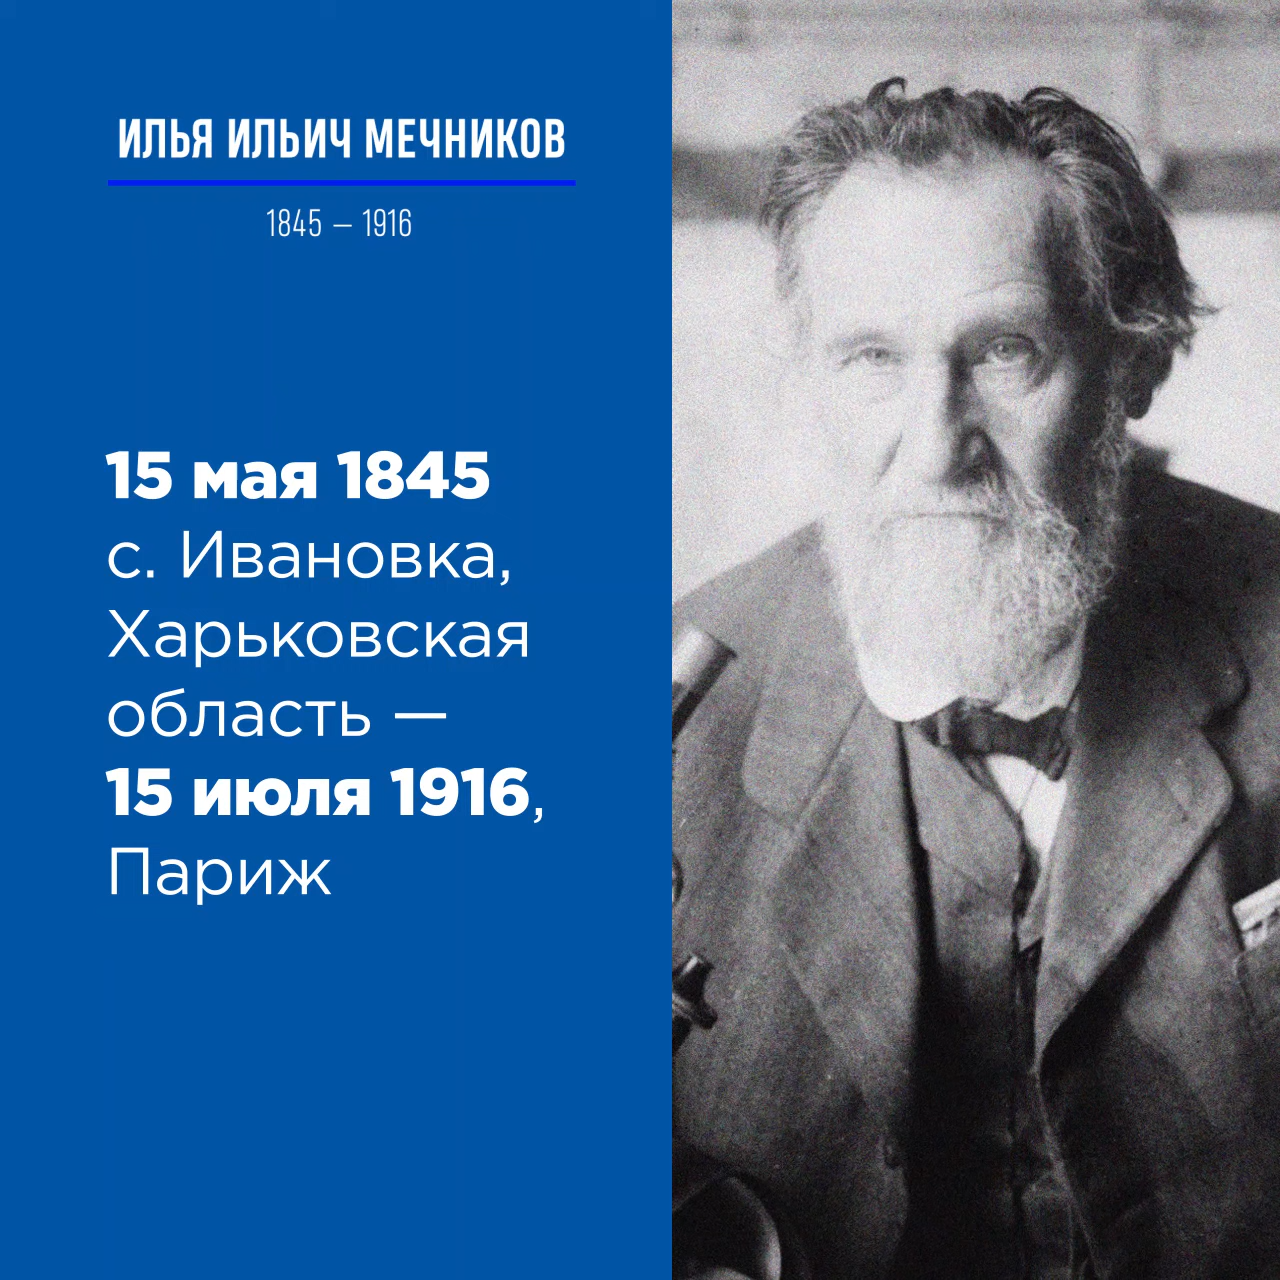 ИЛЬЯ ИЛЬИЧ МЕЧНИКОВ
1845 – 1916
15 мая 1845
с. Ивановка,
Харьковская
область —
15 июля 1916,
Париж